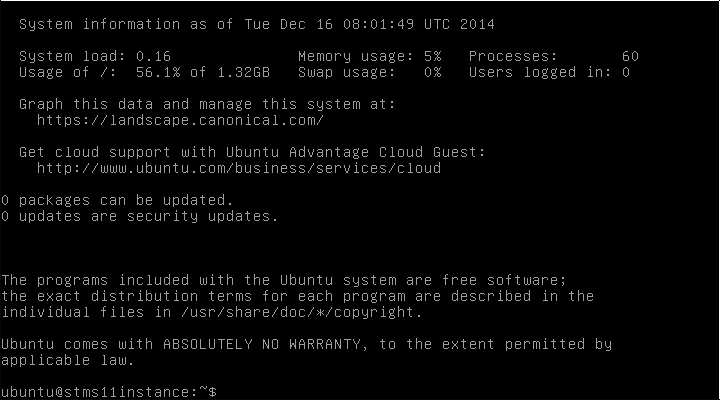 System information as of Tue Dec 16 08:01:49 UTC 2014
System load: 0.16 Memory usage: 5% Processes: 60
Usage of /: 56.1% of 1.32GB Swap usage: 0% Users logged in: 0
Graph this data and manage this system at:
https://landscape.canonical.com/
Get cloud support with Ubuntu Advantage Cloud Guest:
http://www.ubuntu.com/business/services/cloud
0 packages can be updated.
0 updates are security updates.
The programs included with the Ubuntu system are free software;
the exact distribution terms for each program are described in the
individual files in /usr/share/doc/*/copyright.
Ubuntu comes with ABSOLUTELY NO WARRANTY, to the extent permitted by
applicable law.
ubuntu@stms11instance:~$